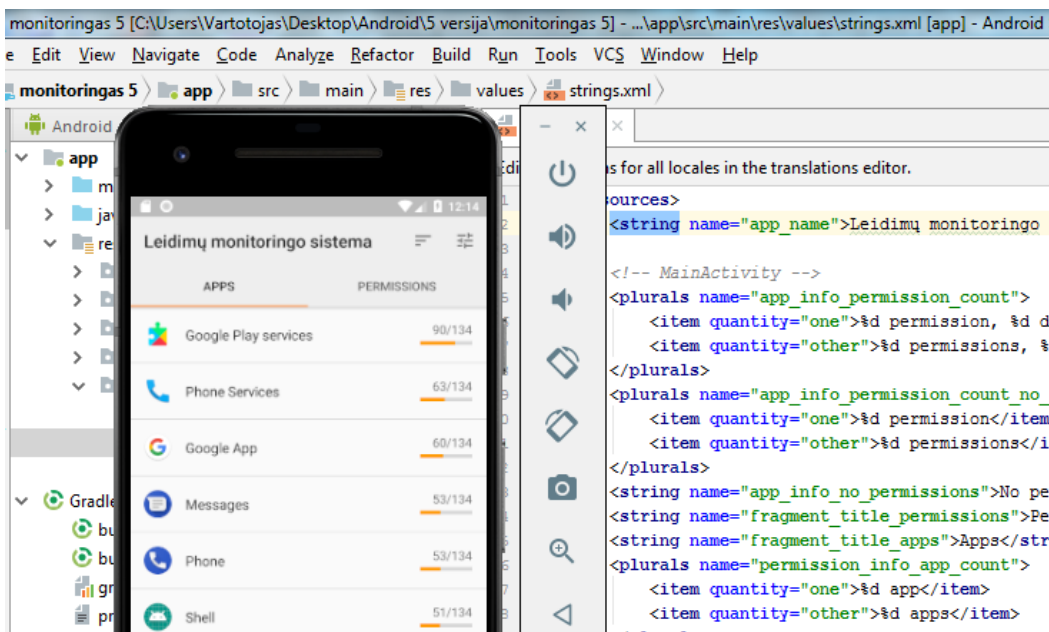 monitoringas 5 [C:\Users\Vartotojas\Desktop\Android\5 versija\monitoringas 5] - ...\app\src\main\res\values\strings.xml [app] - Android
e Edit View Navigate Code Analyze Refactor Build Run Tools VCS Window Help
monitoringas 5 app src main res values strings.xml
Android
app
m
re
Gradle
12:14
Leidimų monitoringo sistema
APPS PERMISSIONS
Google Play services 90/134
Phone Services 63/134
Google App 60/134
Messages 53/134
Phone 53/134
Shell 51/134
s for all locales in the translations editor.
ources>
<string name="app_name">Leidimų monitoringo
<!-- MainActivity -->
<plurals name="app_info_permission_count">
<item quantity="one">%d permission, %d d
<item quantity="other">%d permissions, %
</plurals>
<plurals name="app_info_permission_count_no_
<item quantity="one">%d permission</item
<item quantity="other">%d permissions</i
</plurals>
<string name="app_info_no_permissions">No pe
<string name="fragment_title_permissions">Pe
<string name="fragment_title_apps">Apps</str
<plurals name="permission_info_app_count">
<item quantity="one">%d app</item>
<item quantity="other">%d apps</item>